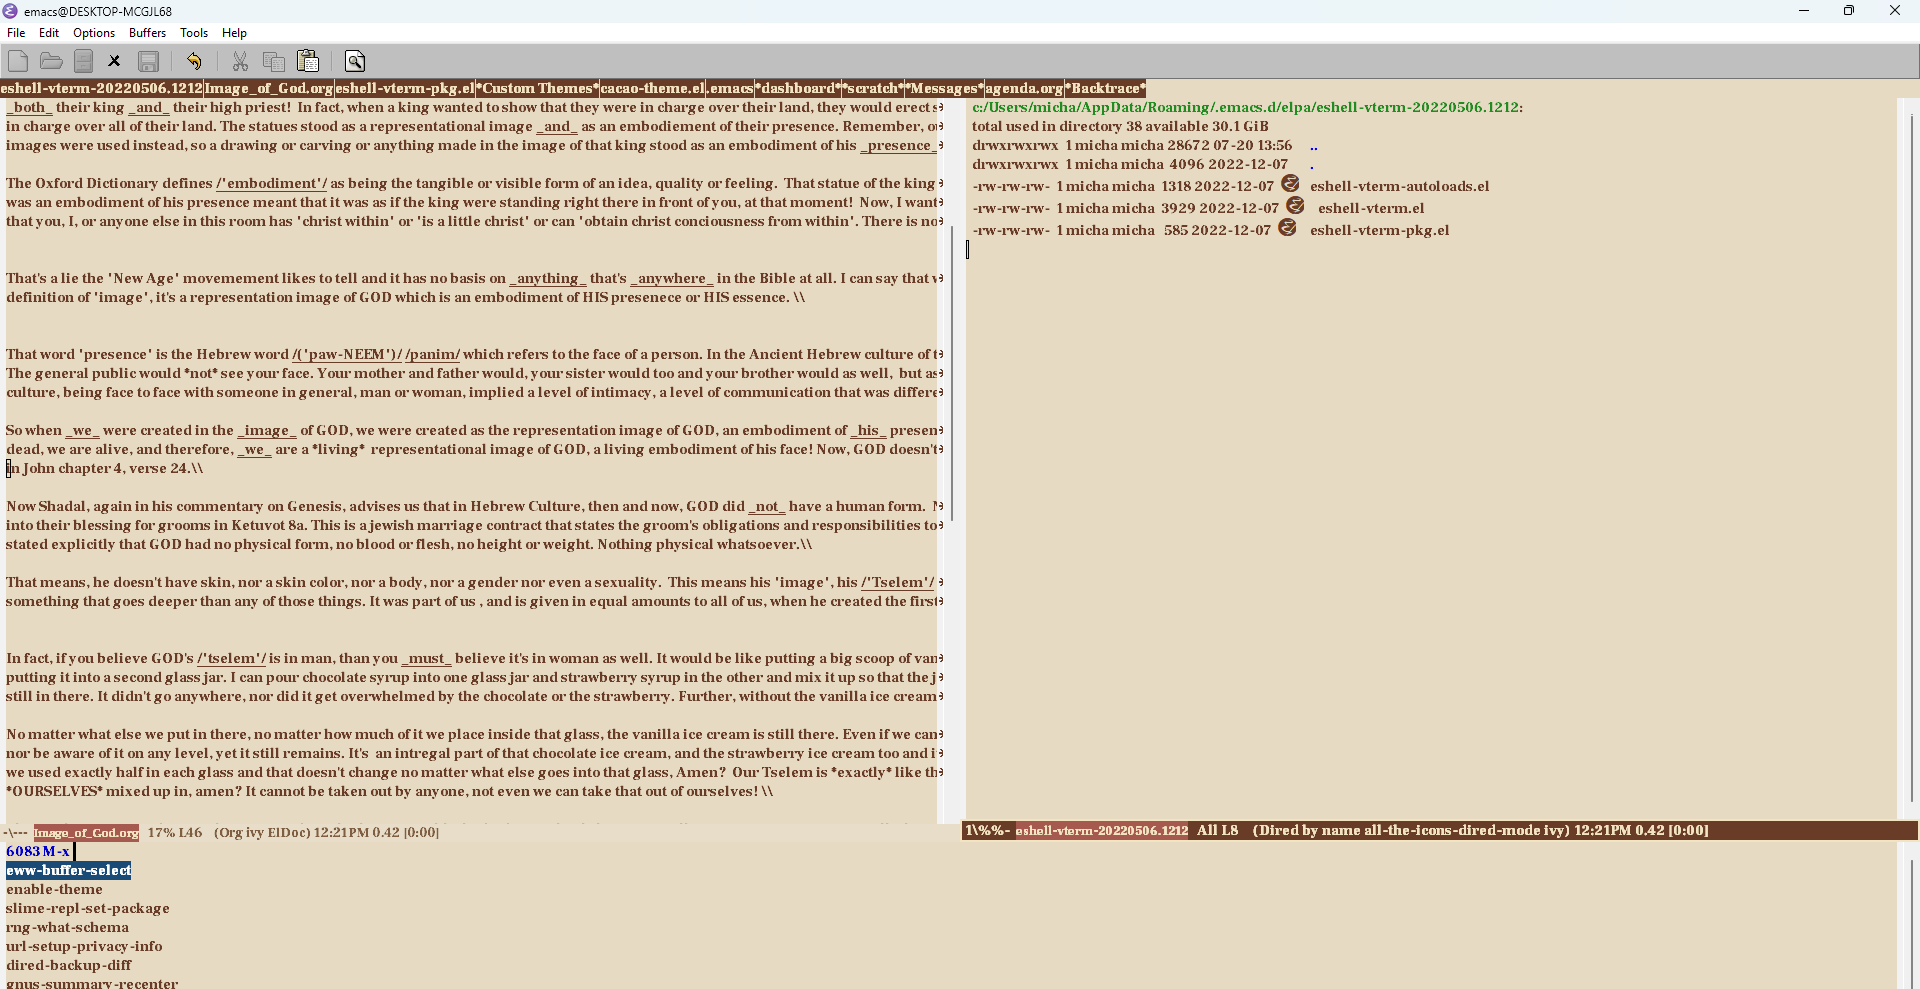 emacs@DESKTOP-MCGJL68
File Edit Options Buffers Tools Help
eshell-vterm-20220506.1212 Image_of_God.org eshell-vterm-pkg.el *Custom Themes* cacao-theme.el .emacs *dashboard* *scratch* *Messages* agenda.org *Backtrace*
_both_ their king _and_ their high priest! In fact, when a king wanted to show that they were in charge over their land, they would erect s
in charge over all of their land. The statues stood as a representational image _and_ as an embodiement of their presence. Remember, o
images were used instead, so a drawing or carving or anything made in the image of that king stood as an embodiment of his _presence_
The Oxford Dictionary defines /'embodiment'/ as being the tangible or visible form of an idea, quality or feeling. That statue of the king
was an embodiment of his presence meant that it was as if the king were standing right there in front of you, at that moment! Now, I want
that you, I, or anyone else in this room has 'christ within' or 'is a little christ' or can 'obtain christ conciousness from within'. There is no
That's a lie the 'New Age' movemement likes to tell and it has no basis on _anything_ that's _anywhere_ in the Bible at all. I can say that w
definition of 'image', it's a representation image of GOD which is an embodiment of HIS presenece or HIS essence. \\
That word 'presence' is the Hebrew word /('paw-NEEM')/ /panim/ which refers to the face of a person. In the Ancient Hebrew culture of t
The general public would *not* see your face. Your mother and father would, your sister would too and your brother would as well, but as
culture, being face to face with someone in general, man or woman, implied a level of intimacy, a level of communication that was differe
So when _we_ were created in the _image_ of GOD, we were created as the representation image of GOD, an embodiment of _his_ presen
dead, we are alive, and therefore, _we_ are a *living* representational image of GOD, a living embodiment of his face! Now, GOD doesn't
in John chapter 4, verse 24.\\
Now Shadal, again in his commentary on Genesis, advises us that in Hebrew Culture, then and now, GOD did _not_ have a human form.
into their blessing for grooms in Ketuvot 8a. This is a jewish marriage contract that states the groom's obligations and responsibilities to
stated explicitly that GOD had no physical form, no blood or flesh, no height or weight. Nothing physical whatsoever.\\
That means, he doesn't have skin, nor a skin color, nor a body, nor a gender nor even a sexuality. This means his 'image', his /'Tselem'/
something that goes deeper than any of those things. It was part of us , and is given in equal amounts to all of us, when he created the first
In fact, if you believe GOD's /'tselem'/ is in man, than you _must_ believe it's in woman as well. It would be like putting a big scoop of van
putting it into a second glass jar. I can pour chocolate syrup into one glass jar and strawberry syrup in the other and mix it up so that the j
still in there. It didn't go anywhere, nor did it get overwhelmed by the chocolate or the strawberry. Further, without the vanilla ice cream
No matter what else we put in there, no matter how much of it we place inside that glass, the vanilla ice cream is still there. Even if we can
nor be aware of it on any level, yet it still remains. It's an intregal part of that chocolate ice cream, and the strawberry ice cream too and i
we used exactly half in each glass and that doesn't change no matter what else goes into that glass, Amen? Our Tselem is *exactly* like th
*OURSELVES* mixed up in, amen? It cannot be taken out by anyone, not even we can take that out of ourselves! \\
-\--- Image_of_God.org 17% L46 (Org ivy ElDoc) 12:21PM 0.42 [0:00]
c:/Users/micha/AppData/Roaming/.emacs.d/elpa/eshell-vterm-20220506.1212:
total used in directory 38 available 30.1 GiB
drwxrwxrwx 1 micha micha 28672 07-20 13:56 ..
drwxrwxrwx 1 micha micha 4096 2022-12-07 .
-rw-rw-rw- 1 micha micha 1318 2022-12-07 eshell-vterm-autoloads.el
-rw-rw-rw- 1 micha micha 3929 2022-12-07 eshell-vterm.el
-rw-rw-rw- 1 micha micha 585 2022-12-07 eshell-vterm-pkg.el
1\%%- eshell-vterm-20220506.1212 All L8 (Dired by name all-the-icons-dired-mode ivy) 12:21PM 0.42 [0:00]
6083 M-x
eww-buffer-select
enable-theme
slime-repl-set-package
rng-what-schema
url-setup-privacy-info
dired-backup-diff
gnus-summary-recenter